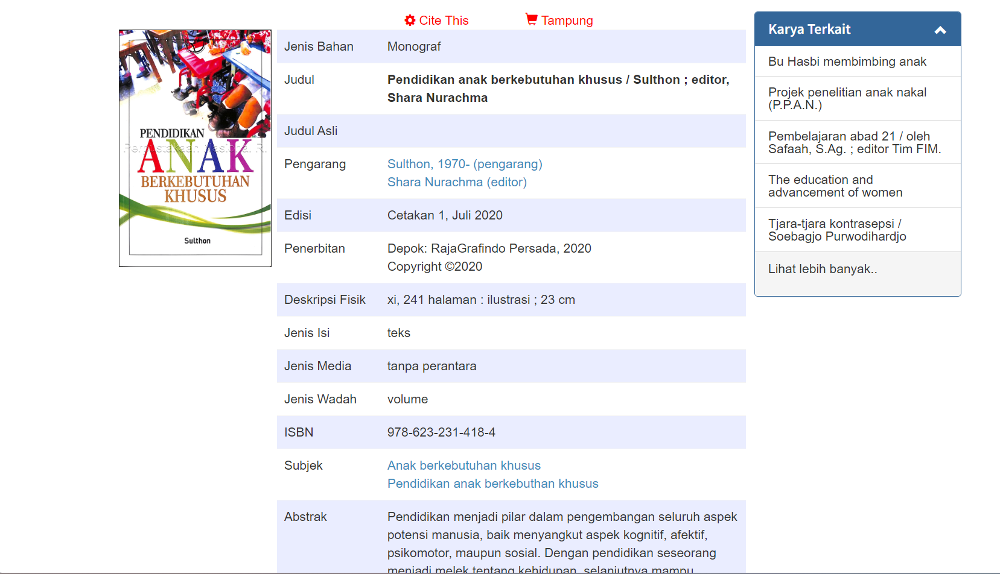 Cite This
Tampung
PENDIDIKAN
ANAK
BERKEBUTUHAN
KHUSUS
Perpustakaan Nasional R.
Sulthon
Jenis Bahan Monograf
Judul Pendidikan anak berkebutuhan khusus / Sulthon ; editor,
Shara Nurachma
Judul Asli
Pengarang Sulthon, 1970- (pengarang)
Shara Nurachma (editor)
Edisi Cetakan 1, Juli 2020
Penerbitan Depok: RajaGrafindo Persada, 2020
Copyright ©2020
Deskripsi Fisik xi, 241 halaman : ilustrasi ; 23 cm
Jenis Isi teks
Jenis Media tanpa perantara
Jenis Wadah volume
ISBN 978-623-231-418-4
Subjek Anak berkebutuhan khusus
Pendidikan anak berkebuthan khusus
Abstrak Pendidikan menjadi pilar dalam pengembangan seluruh aspek
potensi manusia, baik menyangkut aspek kognitif, afektif,
psikomotor, maupun sosial. Dengan pendidikan seseorang
menjadi melek tentang kehidupan, selanjutnya mampu
Karya Terkait
Bu Hasbi membimbing anak
Projek penelitian anak nakal
(P.P.A.N.)
Pembelajaran abad 21 / oleh
Safaah, S.Ag. ; editor Tim FIM.
The education and
advancement of women
Tjara-tjara kontrasepsi /
Soebagjo Purwodihardjo
Lihat lebih banyak..